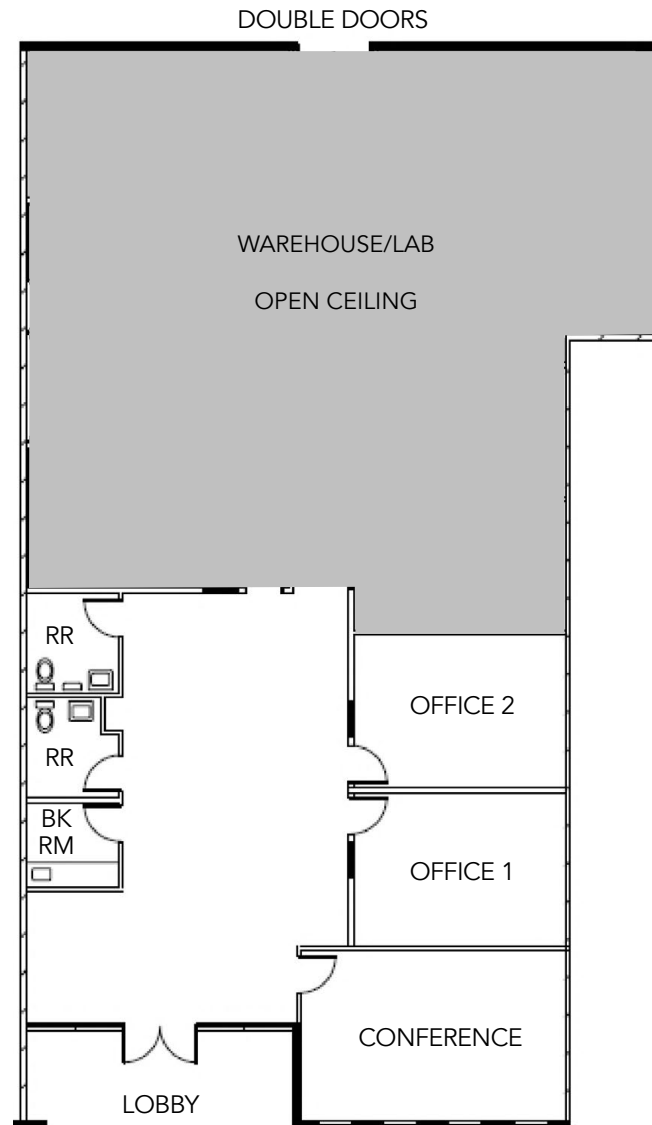 DOUBLE DOORS
WAREHOUSE/LAB
OPEN CEILING
RR
OFFICE 2
RR
BK
RM
OFFICE 1
CONFERENCE
LOBBY